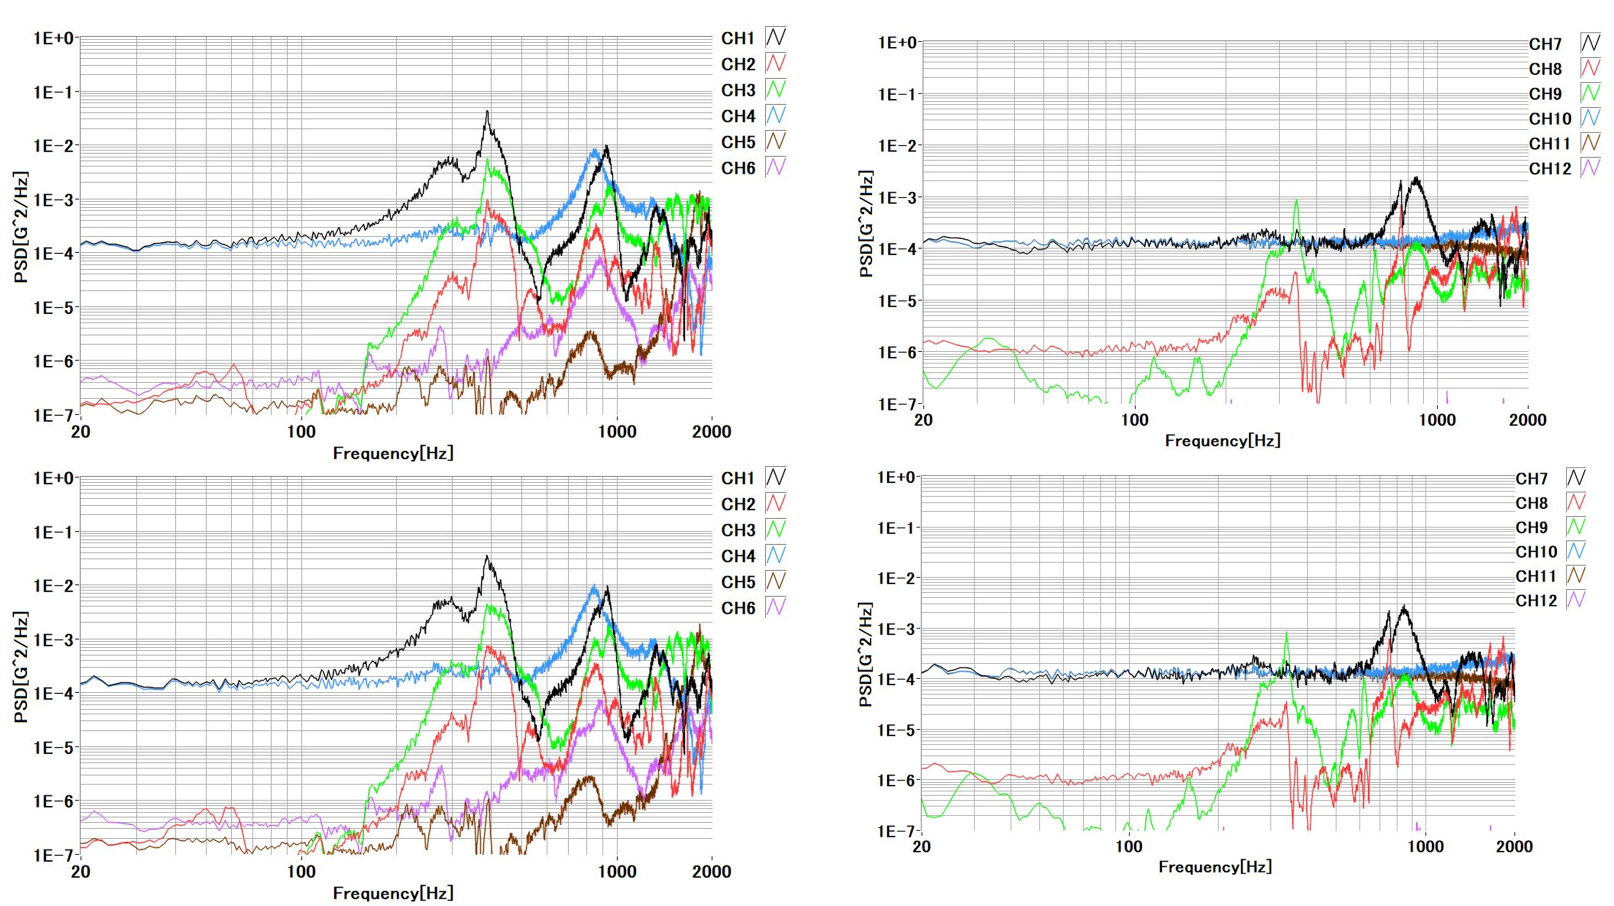 1E+0
1E-1
1E-2
1E-3
1E-4
1E-5
1E-6
1E-7
PSD[G^2/Hz]
20
100
1000
2000
Frequency[Hz]
CH1
CH2
CH3
CH4
CH5
CH6
1E+0
1E-1
1E-2
1E-3
1E-4
1E-5
1E-6
1E-7
PSD[G^2/Hz]
20
100
1000
2000
Frequency[Hz]
CH7
CH8
CH9
CH10
CH11
CH12
1E+0
1E-1
1E-2
1E-3
1E-4
1E-5
1E-6
1E-7
PSD[G^2/Hz]
20
100
1000
2000
Frequency[Hz]
CH1
CH2
CH3
CH4
CH5
CH6
1E+0
1E-1
1E-2
1E-3
1E-4
1E-5
1E-6
1E-7
PSD[G^2/Hz]
20
100
1000
2000
Frequency[Hz]
CH7
CH8
CH9
CH10
CH11
CH12